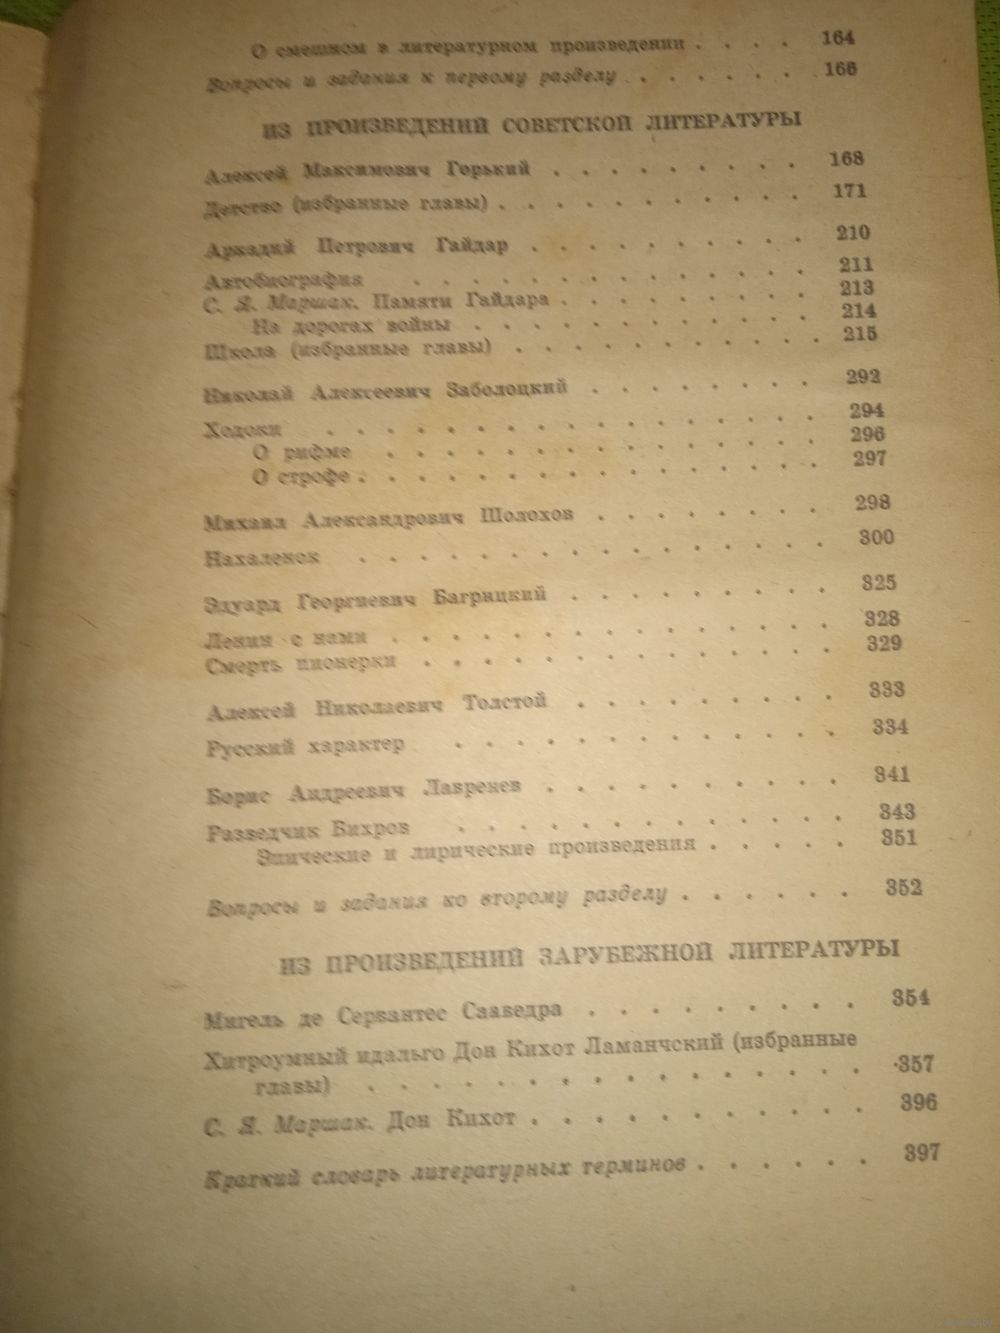 О смешном в литературном произведении . . . . 164
Вопросы и задания к первому разделу . . . . . . 166
ИЗ ПРОИЗВЕДЕНИЙ СОВЕТСКОЙ ЛИТЕРАТУРЫ
Алексей Максимович Горький . . . . . . . . . 168
Детство (избранные главы) . . . . . . . . . . . 171
Аркадий Петрович Гайдар . . . . . . . . . . 210
Автобиография . . . . . . . . . . . . . . 211
С. Я. Маршак. Памяти Гайдара . . . . . . . . . 213
На дорогах войны . . . . . . . . . . . . 214
Школа (избранные главы) . . . . . . . . . . . 215
Николай Алексеевич Заболоцкий . . . . . . . . 292
Ходоки . . . . . . . . . . . . . . . . . 294
О рифме . . . . . . . . . . . . . . . 296
О строфе . . . . . . . . . . . . . . . . 297
Михаил Александрович Шолохов . . . . . . . . 298
Нахаленок . . . . . . . . . . . . . . . . 300
Эдуард Георгиевич Багрицкий . . . . . . . . . 325
Ленин с нами . . . . . . . . . . . . . . . 328
Смерть пионерки . . . . . . . . . . . . . . 329
Алексей Николаевич Толстой . . . . . . . . . 333
Русский характер . . . . . . . . . . . . . 334
Борис Андреевич Лавренев . . . . . . . . . . 341
Разведчик Вихров . . . . . . . . . . . . . 343
Эпические и лирические произведения . . . . . 351
Вопросы и задания ко второму разделу . . . . . . 352
ИЗ ПРОИЗВЕДЕНИЙ ЗАРУБЕЖНОЙ ЛИТЕРАТУРЫ
Мигель де Сервантес Сааведра . . . . . . . . . 354
Хитроумный идальго Дон Кихот Ламанчский (избранные
главы) . . . . . . . . . . . . . . . . 357
С. Я. Маршак. Дон Кихот . . . . . . . . . . . 396
Краткий словарь литературных терминов . . . . . . 397